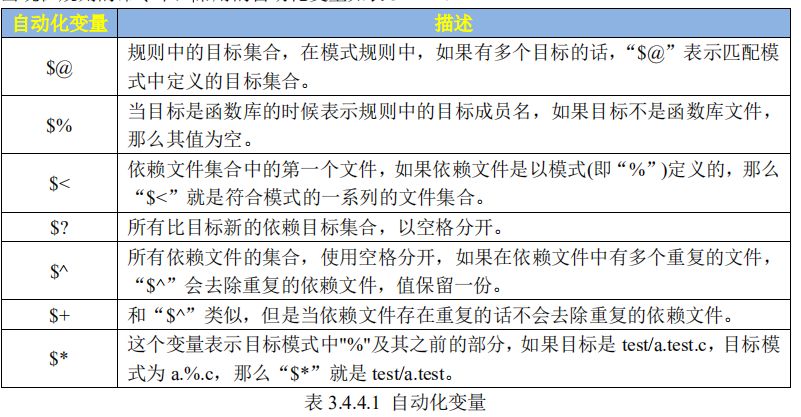 自动化变量 描述
$@ 规则中的目标集合，在模式规则中，如果有多个目标的话，“$@”表示匹配模
式中定义的目标集合。
$% 当目标是函数库的时候表示规则中的目标成员名，如果目标不是函数库文件，
那么其值为空。
$< 依赖文件集合中的第一个文件，如果依赖文件是以模式(即“%”)定义的，那么
“$<”就是符合模式的一系列的文件集合。
$? 所有比目标新的依赖目标集合，以空格分开。
$^ 所有依赖文件的集合，使用空格分开，如果在依赖文件中有多个重复的文件，
“$^”会去除重复的依赖文件，值保留一份。
$+ 和“$^”类似，但是当依赖文件存在重复的话不会去除重复的依赖文件。
$* 这个变量表示目标模式中"%"及其之前的部分，如果目标是 test/a.test.c，目标模
式为 a.%.c，那么“$*”就是 test/a.test。
表 3.4.4.1 自动化变量